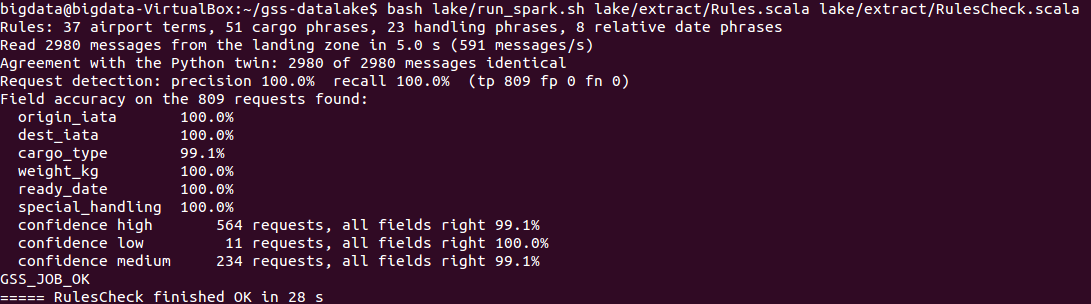 bigdata@bigdata-VirtualBox:~/gss-datalake$ bash lake/run_spark.sh lake/extract/Rules.scala lake/extract/RulesCheck.scala
Rules: 37 airport terms, 51 cargo phrases, 23 handling phrases, 8 relative date phrases
Read 2980 messages from the landing zone in 5.0 s (591 messages/s)
Agreement with the Python twin: 2980 of 2980 messages identical
Request detection: precision 100.0%  recall 100.0%  (tp 809 fp 0 fn 0)
Field accuracy on the 809 requests found:
  origin_iata       100.0%
  dest_iata         100.0%
  cargo_type        99.1%
  weight_kg         100.0%
  ready_date        100.0%
  special_handling  100.0%
  confidence high       564 requests, all fields right 99.1%
  confidence low         11 requests, all fields right 100.0%
  confidence medium     234 requests, all fields right 99.1%
GSS_JOB_OK
===== RulesCheck finished OK in 28 s